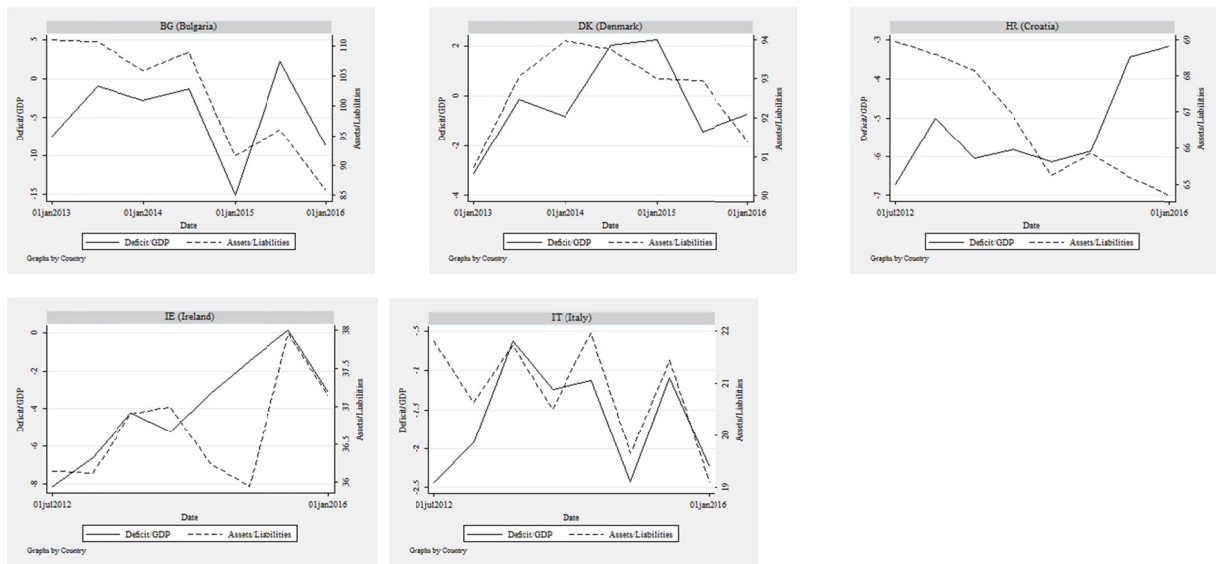 BG (Bulgaria)
5
0
-5
-10
-15
Deficit/GDP
110
105
100
95
90
85
Assets/Liabilities
01jan2013 01jan2014 01jan2015 01jan2016
Date
Deficit/GDP Assets/Liabilities
Graphs by Country
DK (Denmark)
2
0
-2
-4
Deficit/GDP
94
93
92
91
90
Assets/Liabilities
01jan2013 01jan2014 01jan2015 01jan2016
Date
Deficit/GDP Assets/Liabilities
Graphs by Country
HR (Croatia)
-3
-4
-5
-6
-7
Deficit/GDP
69
68
67
66
65
Assets/Liabilities
01jul2012 01jan2016
Date
Deficit/GDP Assets/Liabilities
Graphs by Country
IE (Ireland)
0
-2
-4
-6
-8
Deficit/GDP
38
37.5
37
36.5
36
Assets/Liabilities
01jul2012 01jan2016
Date
Deficit/GDP Assets/Liabilities
Graphs by Country
IT (Italy)
-.5
-1
-1.5
-2
-2.5
Deficit/GDP
22
21
20
19
Assets/Liabilities
01jul2012 01jan2016
Date
Deficit/GDP Assets/Liabilities
Graphs by Country